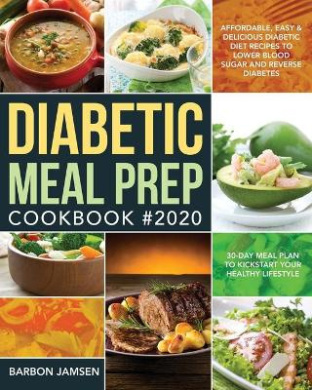 AFFORDABLE, EASY &
DELICIOUS DIABETIC
DIET RECIPES TO
LOWER BLOOD
SUGAR AND REVERSE
DIABETES
DIABETIC
MEAL PREP
COOKBOOK #2020
30-DAY MEAL PLAN
TO KICKSTART YOUR
HEALTHY LIFESTYLE
BARBON JAMSEN